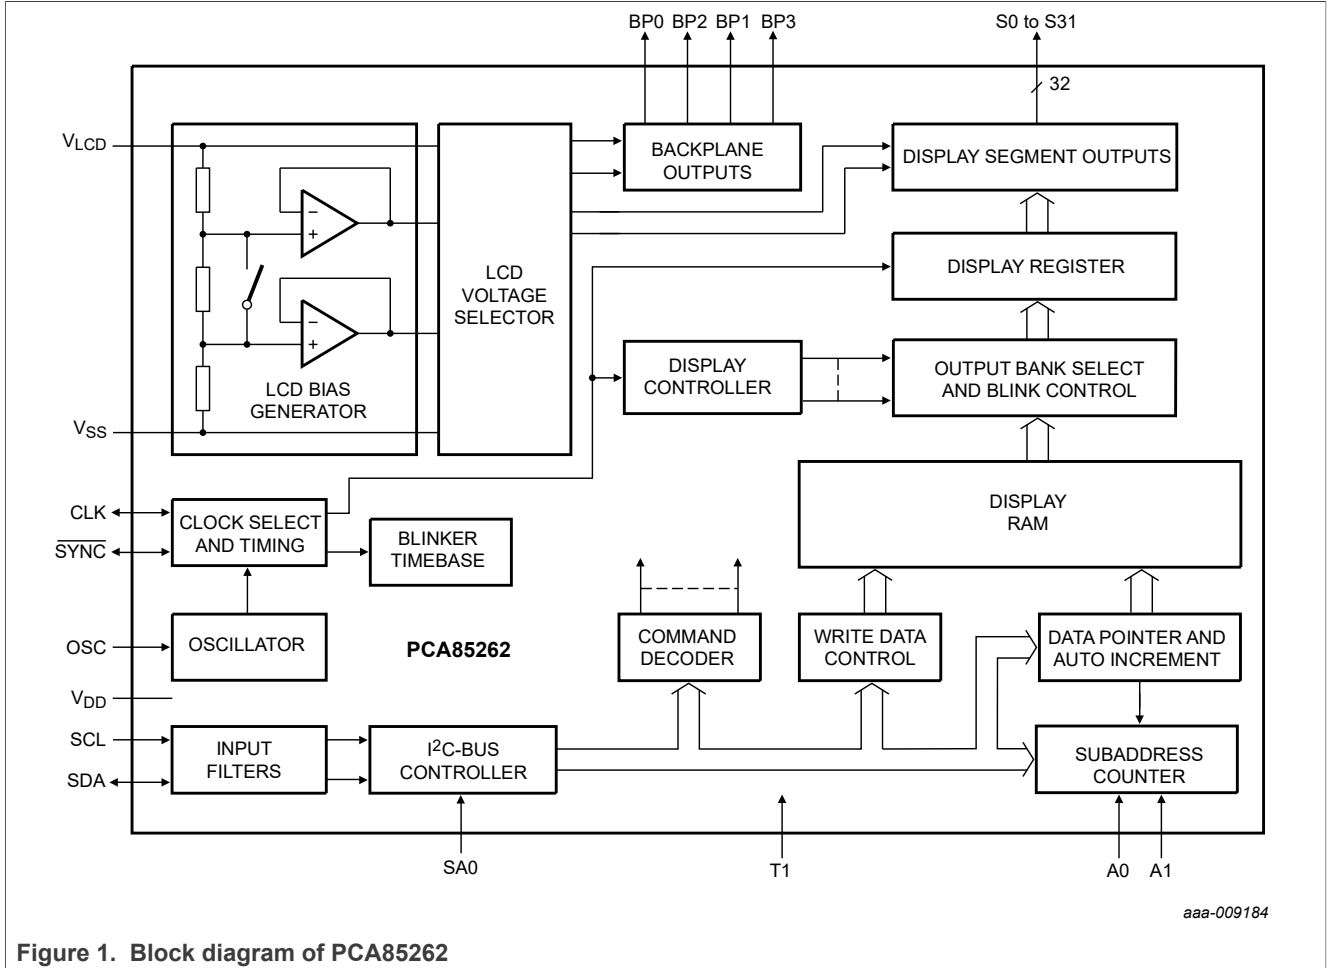 BP0 BP2 BP1 BP3
S0 to S31
32
VLCD
BACKPLANE
OUTPUTS
DISPLAY SEGMENT OUTPUTS
−
+
LCD
VOLTAGE
SELECTOR
DISPLAY REGISTER
−
+
LCD BIAS
GENERATOR
DISPLAY
CONTROLLER
OUTPUT BANK SELECT
AND BLINK CONTROL
VSS
CLK
SYNC
CLOCK SELECT
AND TIMING
BLINKER
TIMEBASE
DISPLAY
RAM
OSC
OSCILLATOR
PCA85262
COMMAND
DECODER
WRITE DATA
CONTROL
DATA POINTER AND
AUTO INCREMENT
VDD
SCL
SDA
INPUT
FILTERS
I2C-BUS
CONTROLLER
SUBADDRESS
COUNTER
SA0
T1
A0 A1
aaa-009184
Figure 1. Block diagram of PCA85262